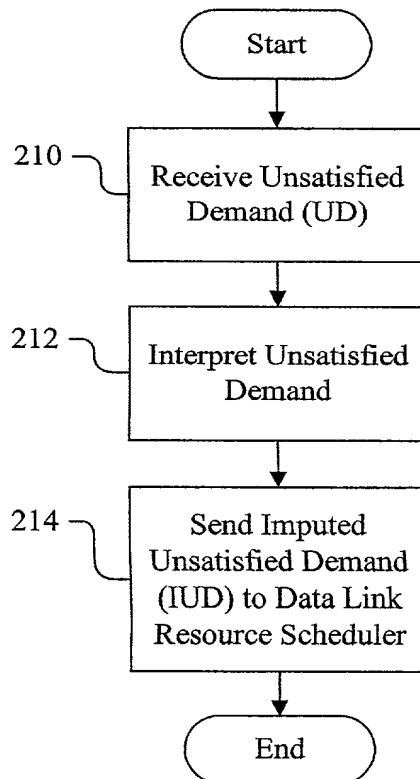 Start
210
Receive Unsatisfied
Demand (UD)
212
Interpret Unsatisfied
Demand
214
Send Imputed
Unsatisfied Demand
(IUD) to Data Link
Resource Scheduler
End